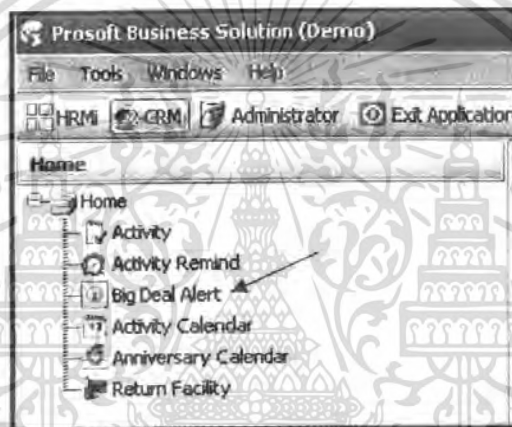 Prosoft Business Solution (Demo)
File Tools Windows Help
HRMi CRM Administrator Exit Application
Home
Home
Activity
Activity Remind
Big Deal Alert
Activity Calendar
Anniversary Calendar
Return Facility